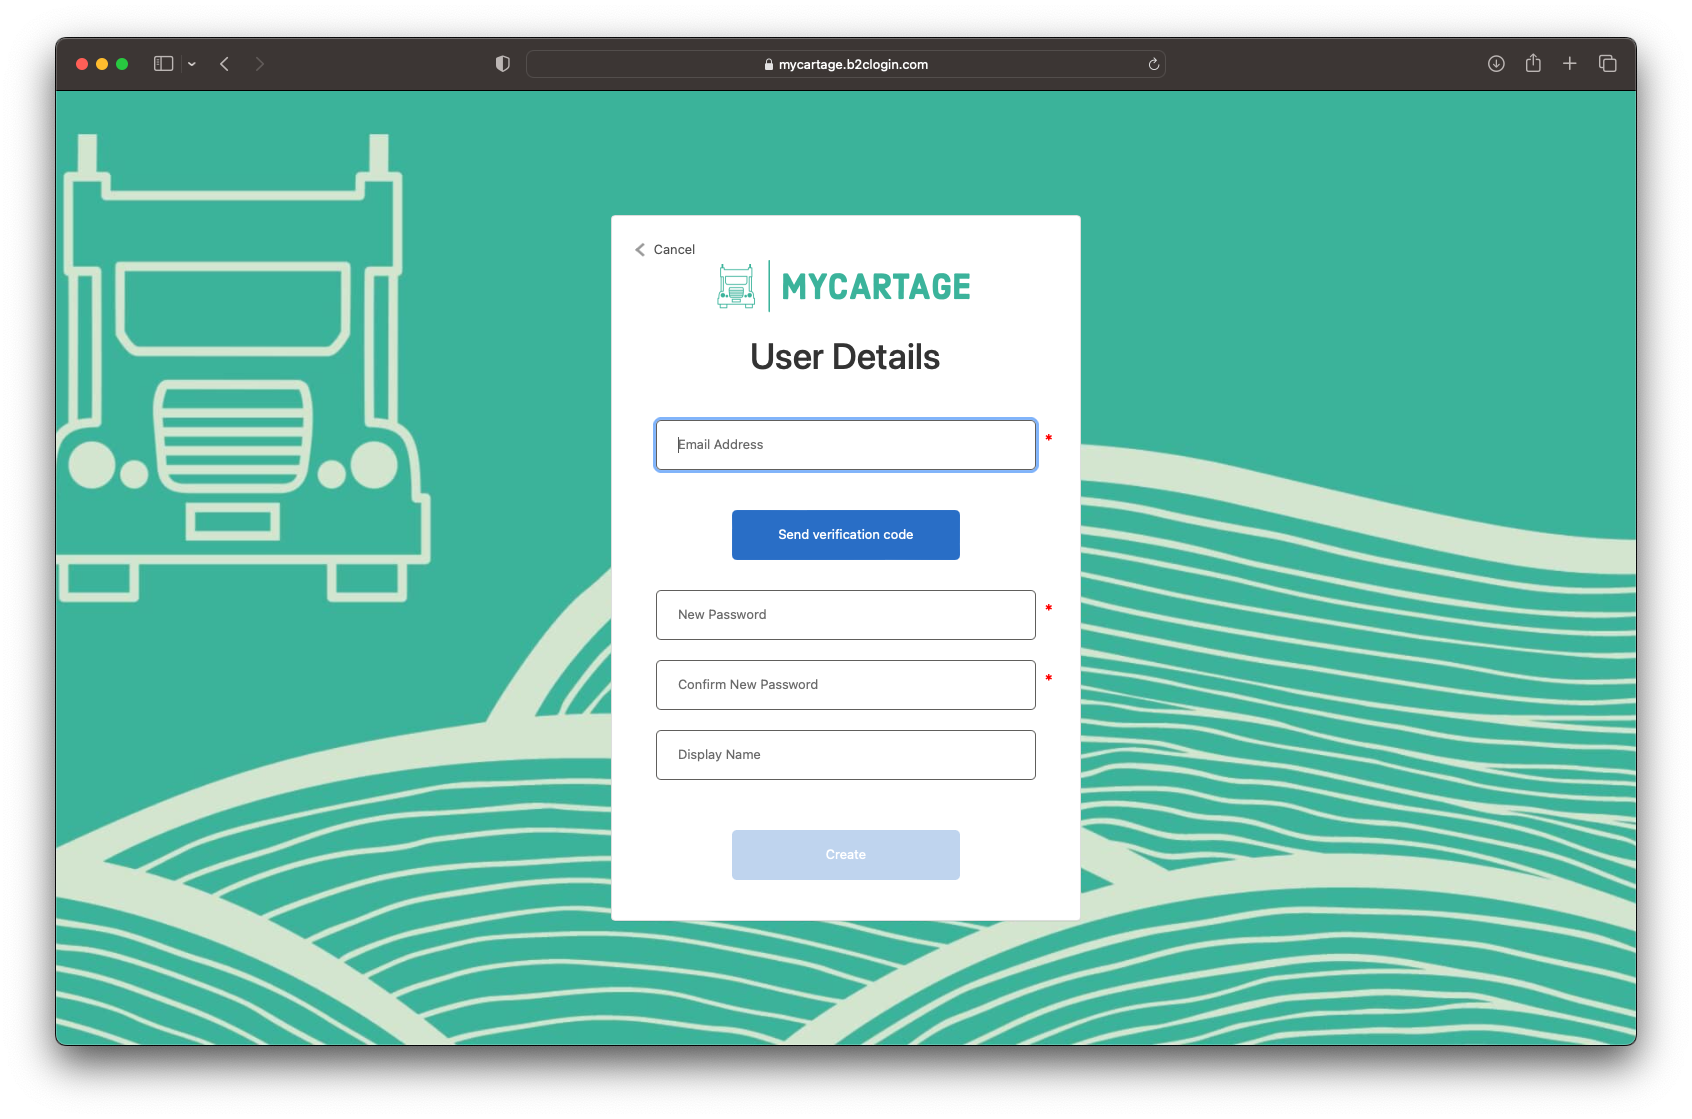 mycartage.b2clogin.com
Cancel
MYCARTAGE
User Details
Email Address
*
Send verification code
New Password
*
Confirm New Password
*
Display Name
Create